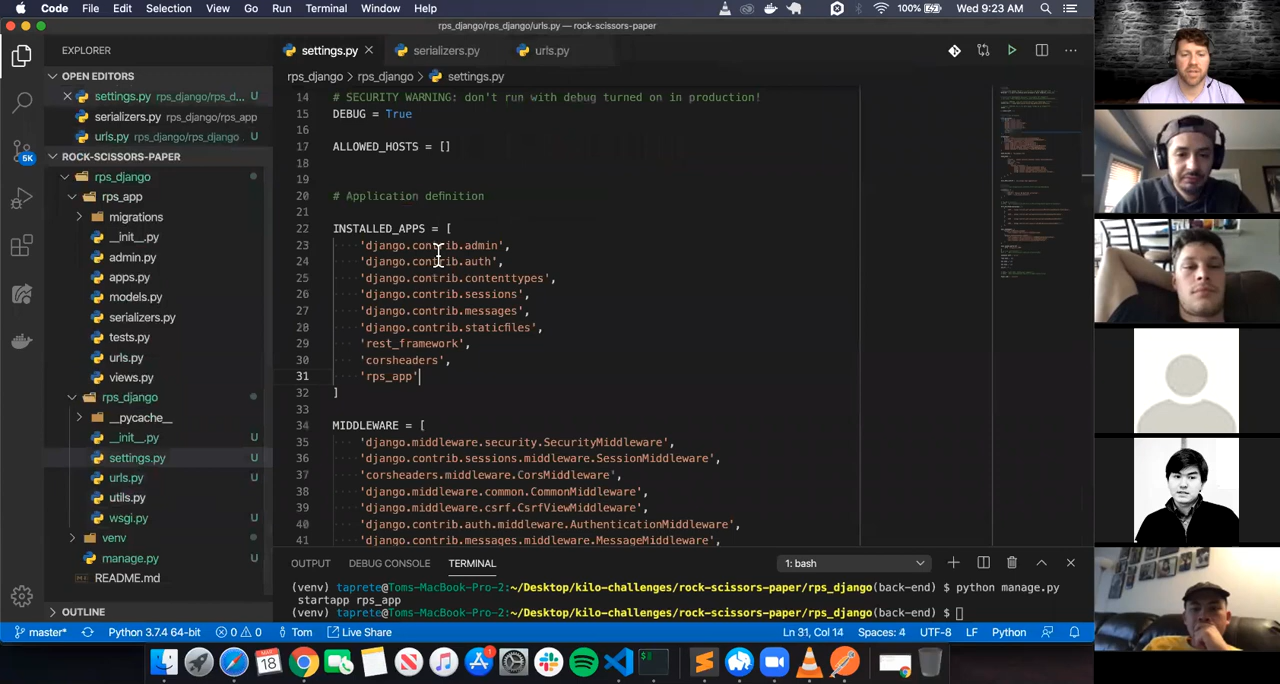 Code File Edit Selection View Go Run Terminal Window Help
100% Wed 9:23 AM
rps_django/rps_django/urls.py — rock-scissors-paper
EXPLORER
OPEN EDITORS
settings.py rps_django/rps_d... U
serializers.py rps_django/rps_app
urls.py rps_django/rps_django U
ROCK-SCISSORS-PAPER
rps_django
rps_app
migrations
__init__.py
admin.py
apps.py
models.py
serializers.py
tests.py
urls.py
views.py
rps_django
__pycache__
__init__.py U
settings.py U
urls.py U
utils.py
wsgi.py U
venv
manage.py U
README.md
OUTLINE
5K
settings.py serializers.py urls.py
rps_django > rps_django > settings.py
14 # SECURITY WARNING: don't run with debug turned on in production!
15 DEBUG = True
16
17 ALLOWED_HOSTS = []
18
19
20 # Application definition
21
22 INSTALLED_APPS = [
23 'django.contrib.admin',
24 'django.contrib.auth',
25 'django.contrib.contenttypes',
26 'django.contrib.sessions',
27 'django.contrib.messages',
28 'django.contrib.staticfiles',
29 'rest_framework',
30 'corsheaders',
31 'rps_app'
32 ]
33
34 MIDDLEWARE = [
35 'django.middleware.security.SecurityMiddleware',
36 'django.contrib.sessions.middleware.SessionMiddleware',
37 'corsheaders.middleware.CorsMiddleware',
38 'django.middleware.common.CommonMiddleware',
39 'django.middleware.csrf.CsrfViewMiddleware',
40 'django.contrib.auth.middleware.AuthenticationMiddleware',
41 'django.contrib.messages.middleware.MessageMiddleware',
OUTPUT DEBUG CONSOLE TERMINAL 1: bash
(venv) taprete@Toms-MacBook-Pro-2:~/Desktop/kilo-challenges/rock-scissors-paper/rps_django(back-end) $ python manage.py
startapp rps_app
(venv) taprete@Toms-MacBook-Pro-2:~/Desktop/kilo-challenges/rock-scissors-paper/rps_django(back-end) $
master* Python 3.7.4 64-bit 0 0 Tom Live Share Ln 31, Col 14 Spaces: 4 UTF-8 LF Python
18
1